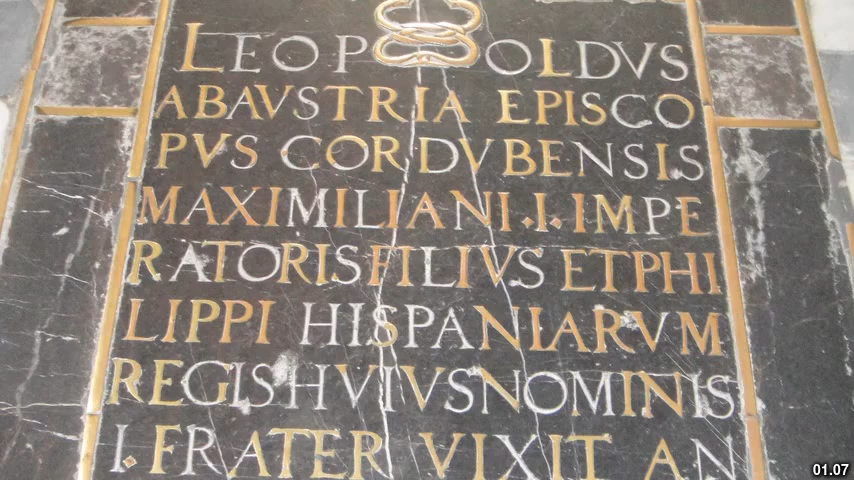 LEOPOLDVS
ABAVSTRIA EPISCO
PVS CORDVBENSIS
MAXIMILIANI.I.IMPE
RATORISFILIVS ETPHI
LIPPI HISPANIARVM
REGISHVIVSNOMINIS
I.FRATER VIXIT AN
01.07